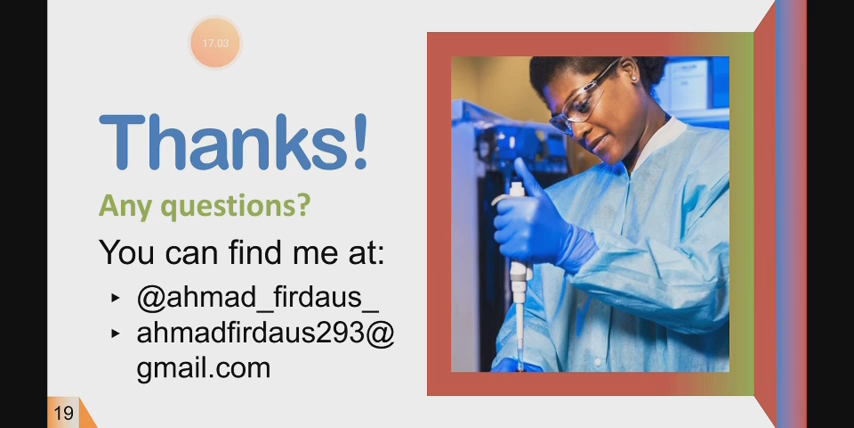 17.03
Thanks!
Any questions?
You can find me at:
‣ @ahmad_firdaus_
‣ ahmadfirdaus293@
gmail.com
19